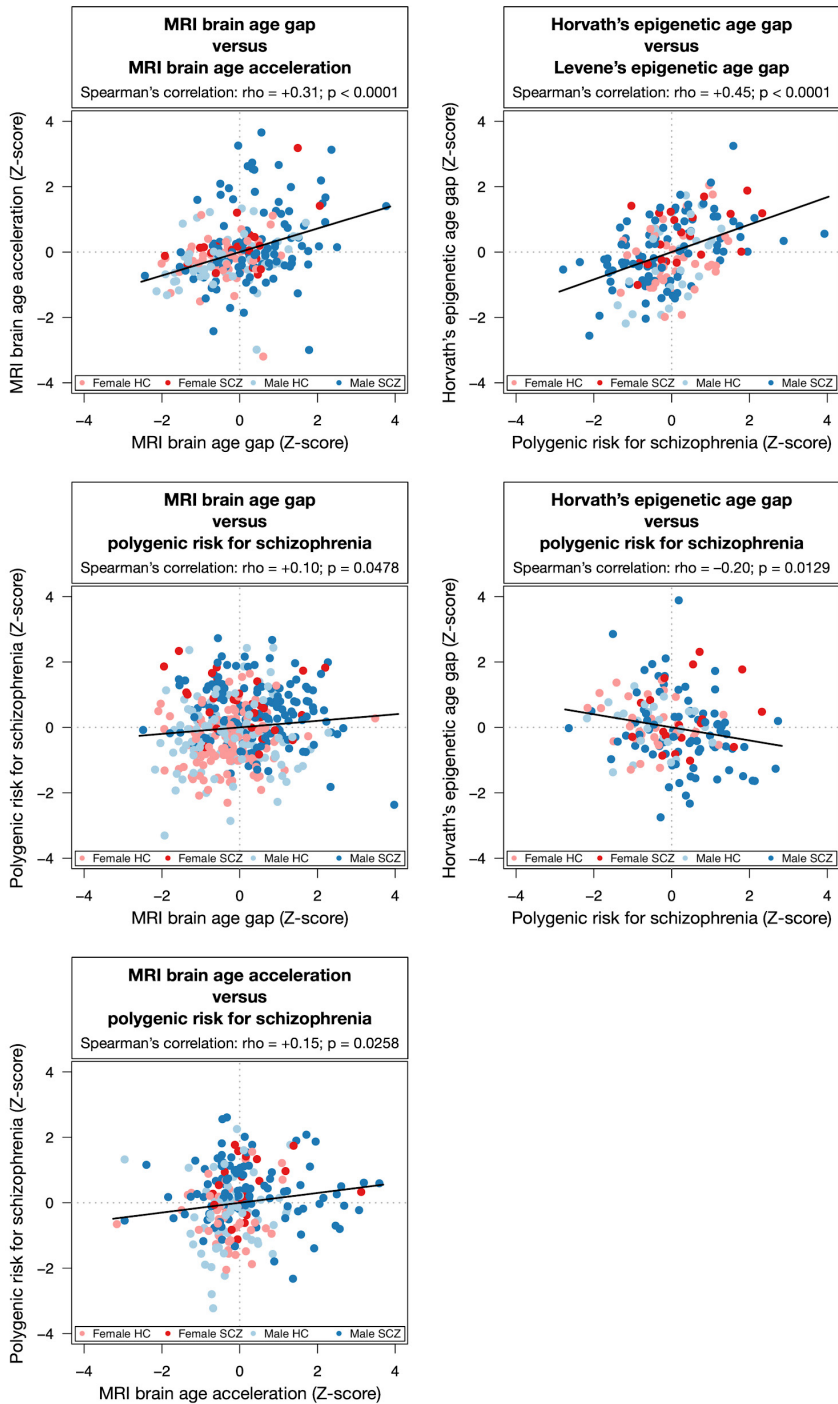 MRI brain age gap
versus
MRI brain age acceleration
Spearman's correlation: rho = +0.31; p < 0.0001
MRI brain age acceleration (Z-score)
4
2
0
−2
−4
Female HC Female SCZ Male HC Male SCZ
−4 −2 0 2 4
MRI brain age gap (Z-score)
Horvath's epigenetic age gap
versus
Levene's epigenetic age gap
Spearman's correlation: rho = +0.45; p < 0.0001
Horvath's epigenetic age gap (Z-score)
4
2
0
−2
−4
Female HC Female SCZ Male HC Male SCZ
−4 −2 0 2 4
Polygenic risk for schizophrenia (Z-score)
MRI brain age gap
versus
polygenic risk for schizophrenia
Spearman's correlation: rho = +0.10; p = 0.0478
Polygenic risk for schizophrenia (Z-score)
4
2
0
−2
−4
Female HC Female SCZ Male HC Male SCZ
−4 −2 0 2 4
MRI brain age gap (Z-score)
Horvath's epigenetic age gap
versus
polygenic risk for schizophrenia
Spearman's correlation: rho = −0.20; p = 0.0129
Horvath's epigenetic age gap (Z-score)
4
2
0
−2
−4
Female HC Female SCZ Male HC Male SCZ
−4 −2 0 2 4
Polygenic risk for schizophrenia (Z-score)
MRI brain age acceleration
versus
polygenic risk for schizophrenia
Spearman's correlation: rho = +0.15; p = 0.0258
Polygenic risk for schizophrenia (Z-score)
4
2
0
−2
−4
Female HC Female SCZ Male HC Male SCZ
−4 −2 0 2 4
MRI brain age acceleration (Z-score)